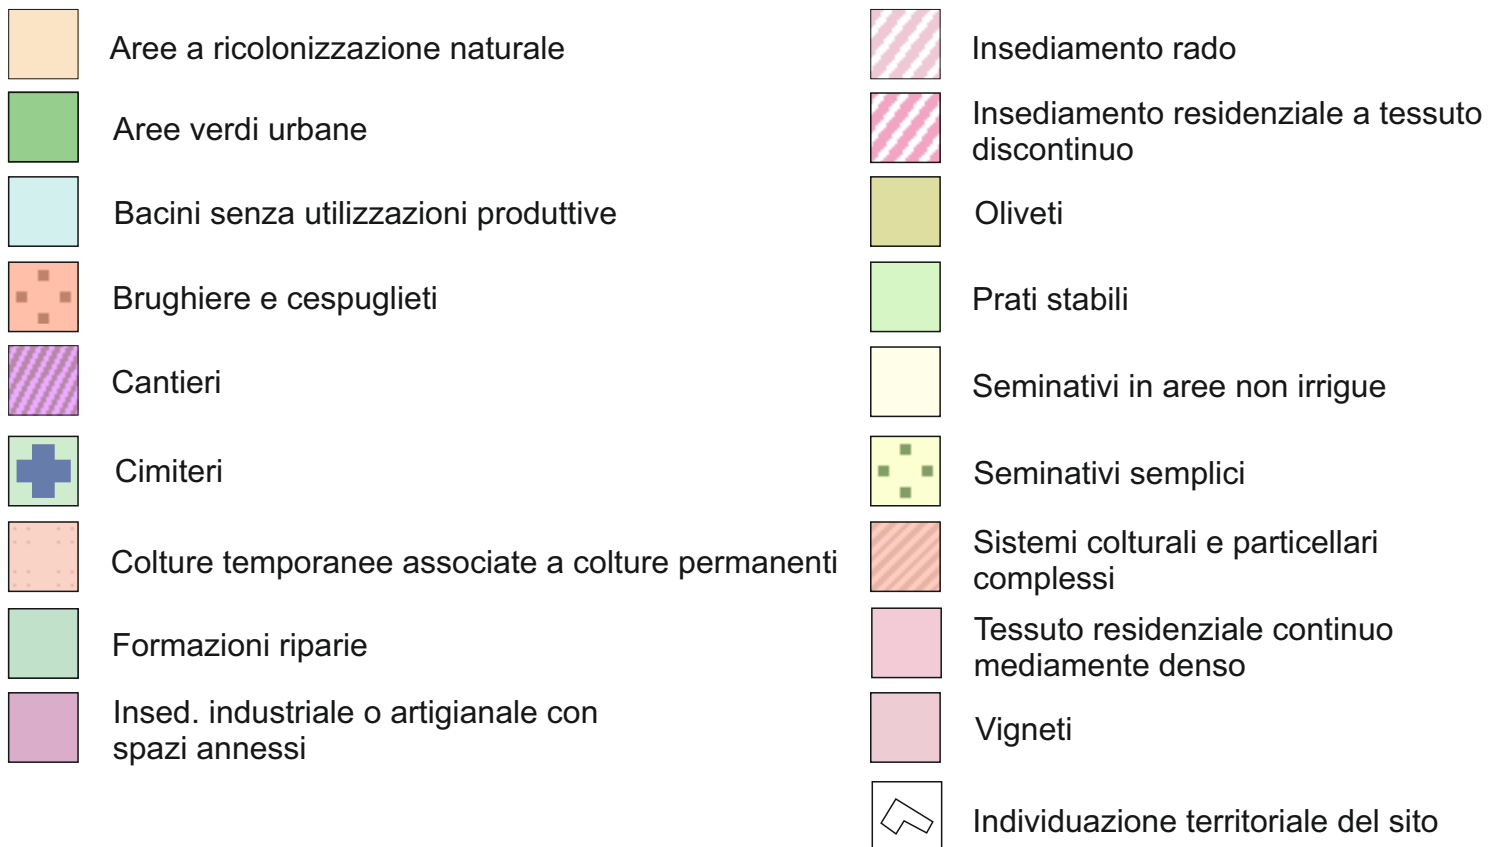 Aree a ricolonizzazione naturale
Aree verdi urbane
Bacini senza utilizzazioni produttive
Brughiere e cespuglieti
Cantieri
Cimiteri
Colture temporanee associate a colture permanenti
Formazioni riparie
Insed. industriale o artigianale con
spazi annessi
Insediamento rado
Insediamento residenziale a tessuto
discontinuo
Oliveti
Prati stabili
Seminativi in aree non irrigue
Seminativi semplici
Sistemi colturali e particellari
complessi
Tessuto residenziale continuo
mediamente denso
Vigneti
Individuazione territoriale del sito